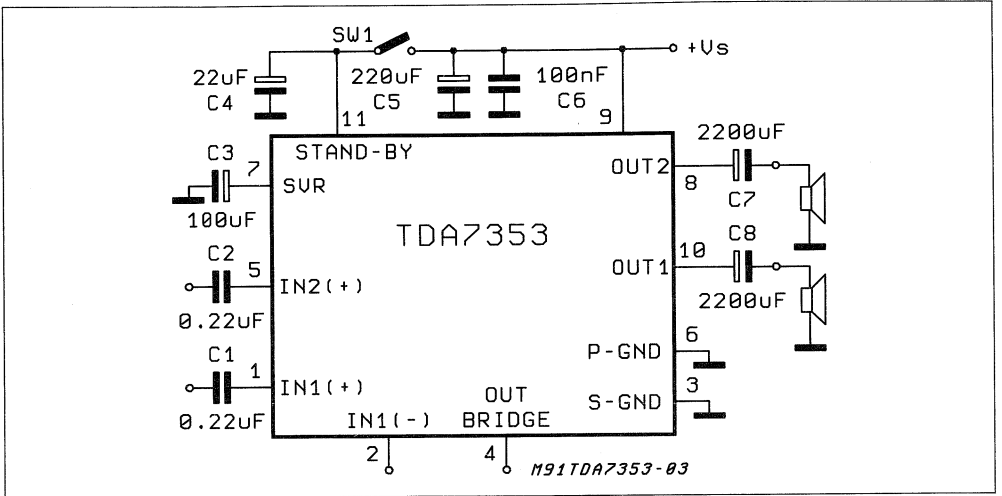 SW1
+Vs
22uF
C4
220uF
C5
100nF
C6
11
9
2200uF
C7
C3
7
STAND-BY
OUT2
8
SVR
100uF
TDA7353
C8
10
C2
5
IN2(+)
OUT1
2200uF
0.22uF
6
P-GND
C1
1
IN1(+)
3
S-GND
0.22uF
IN1(-)
OUT
BRIDGE
2
4
M91TDA7353-03